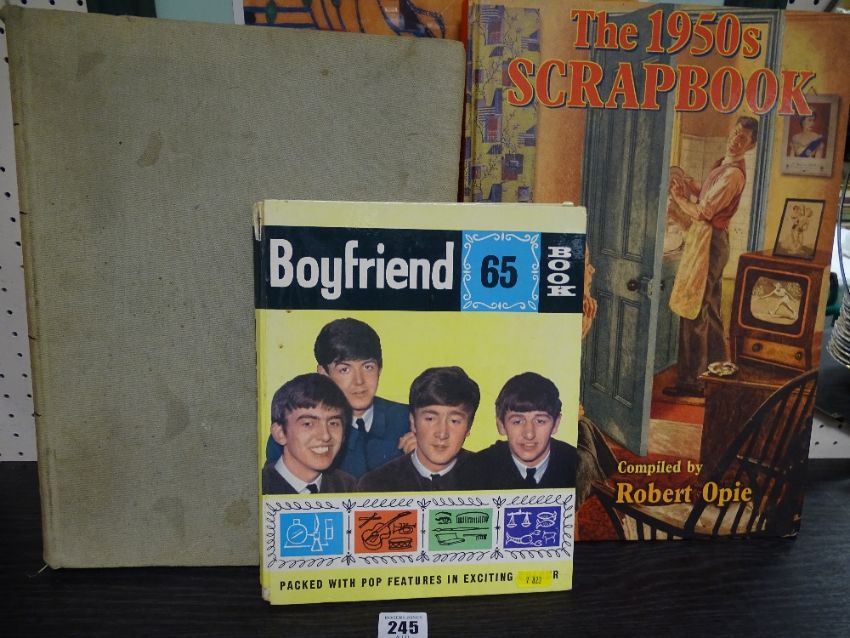 The 1950s
SCRAPBOOK
Compiled by
Robert Opie
Boyfriend 65 BOOK
PACKED WITH POP FEATURES IN EXCITING
245